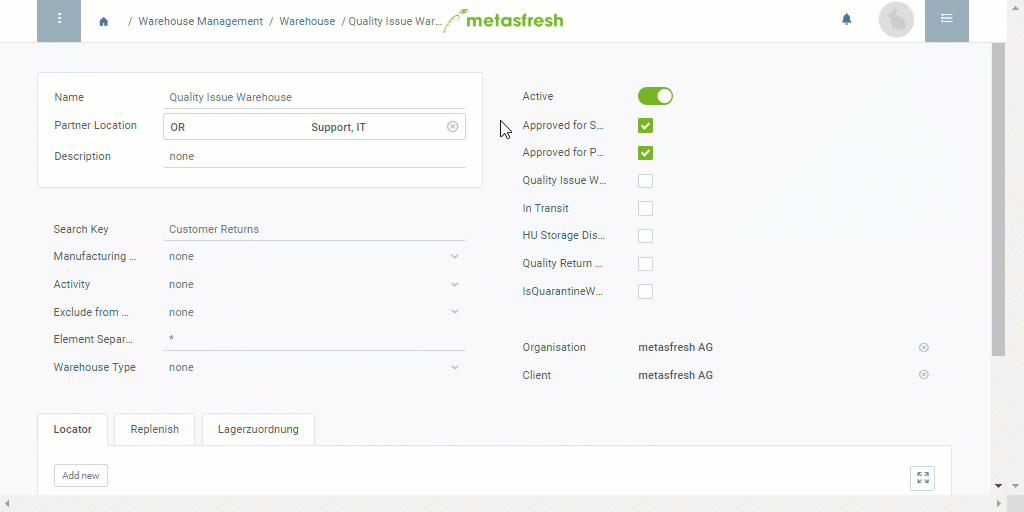 / Warehouse Management / Warehouse / Quality Issue War...
metasfresh
Name Quality Issue Warehouse
Partner Location OR Support, IT
Description none
Search Key Customer Returns
Manufacturing ... none
Activity none
Exclude from ... none
Element Separ... *
Warehouse Type none
Active
Approved for S...
Approved for P...
Quality Issue W...
In Transit
HU Storage Dis...
Quality Return ...
IsQuarantineW...
Organisation metasfresh AG
Client metasfresh AG
Locator Replenish Lagerzuordnung
Add new